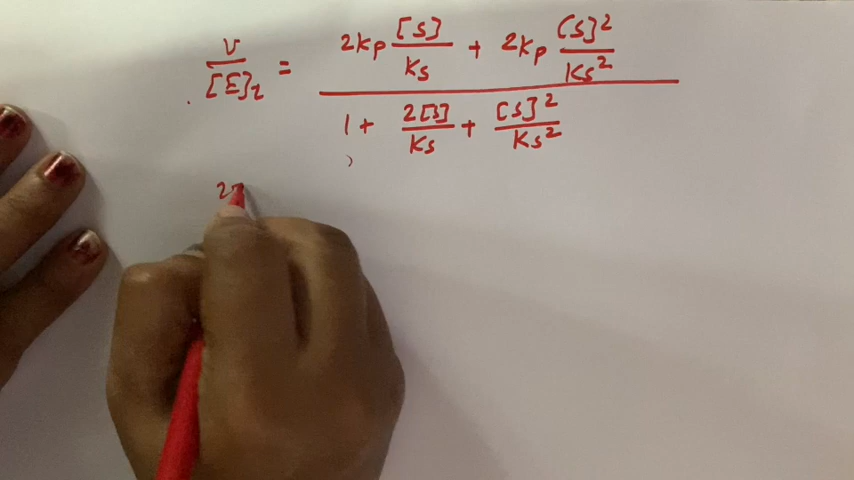 v/[E]t = (2kp [S]/Ks + 2kp [S]²/Ks²) / (1 + 2[S]/Ks + [S]²/Ks²)
2